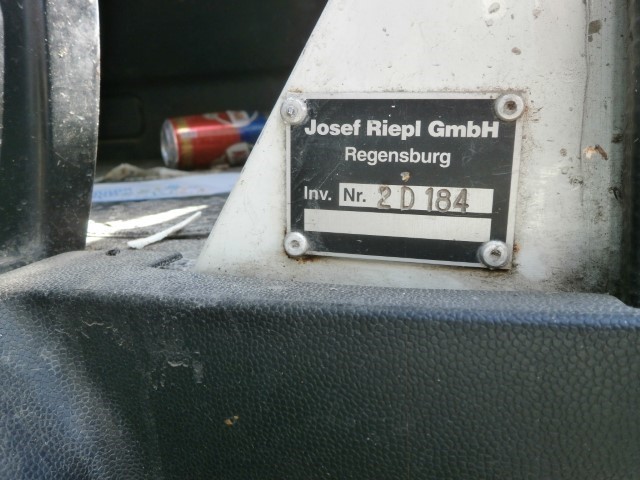 Josef Riepl GmbH
Regensburg
Inv. Nr. 2 D 184